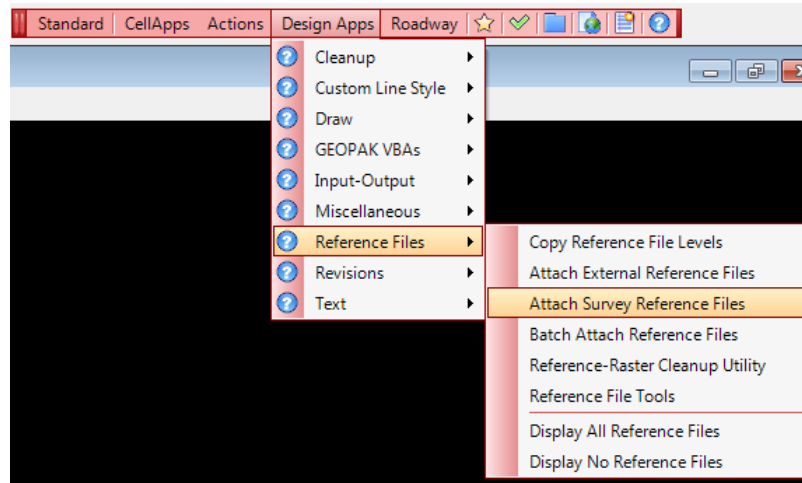 Standard CellApps Actions Design Apps Roadway
Cleanup
Custom Line Style
Draw
GEOPAK VBAs
Input-Output
Miscellaneous
Reference Files
Revisions
Text
Copy Reference File Levels
Attach External Reference Files
Attach Survey Reference Files
Batch Attach Reference Files
Reference-Raster Cleanup Utility
Reference File Tools
Display All Reference Files
Display No Reference Files